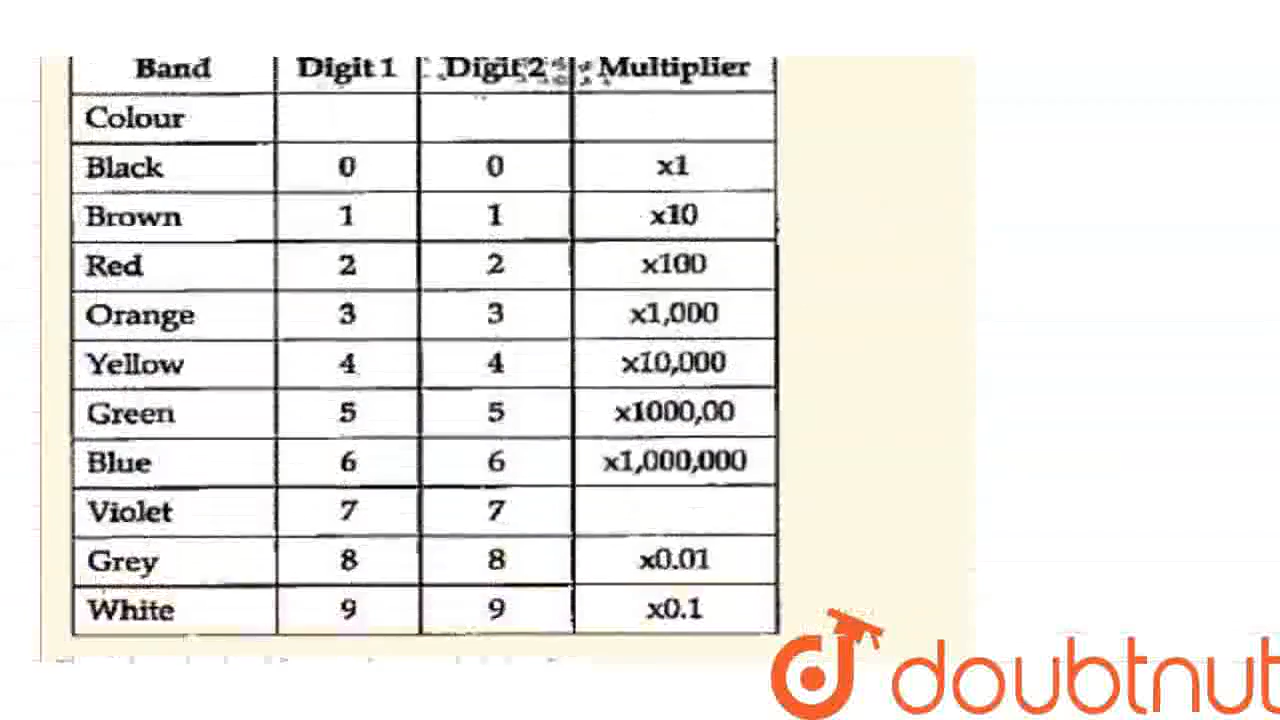 Band Digit 1 Digit 2 Multiplier
Colour
Black 0 0 x1
Brown 1 1 x10
Red 2 2 x100
Orange 3 3 x1,000
Yellow 4 4 x10,000
Green 5 5 x1000,00
Blue 6 6 x1,000,000
Violet 7 7
Grey 8 8 x0.01
White 9 9 x0.1
doubtnut